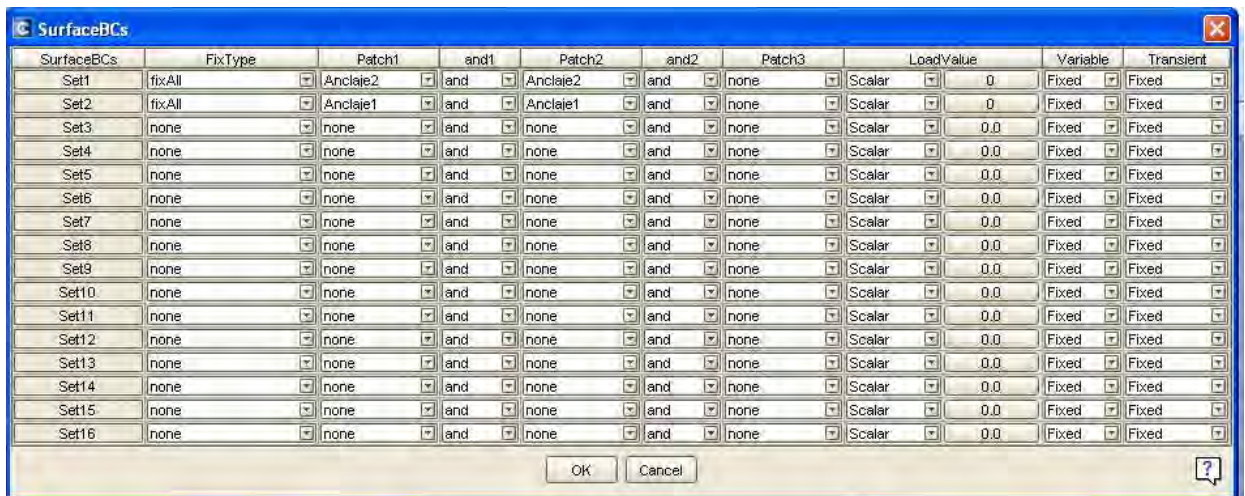 SurfaceBCs
SurfaceBCs FixType Patch1 and1 Patch2 and2 Patch3 LoadValue Variable Transient
Set1 fixAll Anclaje2 and Anclaje2 and none Scalar 0 Fixed Fixed
Set2 fixAll Anclaje1 and Anclaje1 and none Scalar 0 Fixed Fixed
Set3 none none and none and none Scalar 0.0 Fixed Fixed
Set4 none none and none and none Scalar 0.0 Fixed Fixed
Set5 none none and none and none Scalar 0.0 Fixed Fixed
Set6 none none and none and none Scalar 0.0 Fixed Fixed
Set7 none none and none and none Scalar 0.0 Fixed Fixed
Set8 none none and none and none Scalar 0.0 Fixed Fixed
Set9 none none and none and none Scalar 0.0 Fixed Fixed
Set10 none none and none and none Scalar 0.0 Fixed Fixed
Set11 none none and none and none Scalar 0.0 Fixed Fixed
Set12 none none and none and none Scalar 0.0 Fixed Fixed
Set13 none none and none and none Scalar 0.0 Fixed Fixed
Set14 none none and none and none Scalar 0.0 Fixed Fixed
Set15 none none and none and none Scalar 0.0 Fixed Fixed
Set16 none none and none and none Scalar 0.0 Fixed Fixed
OK Cancel ?